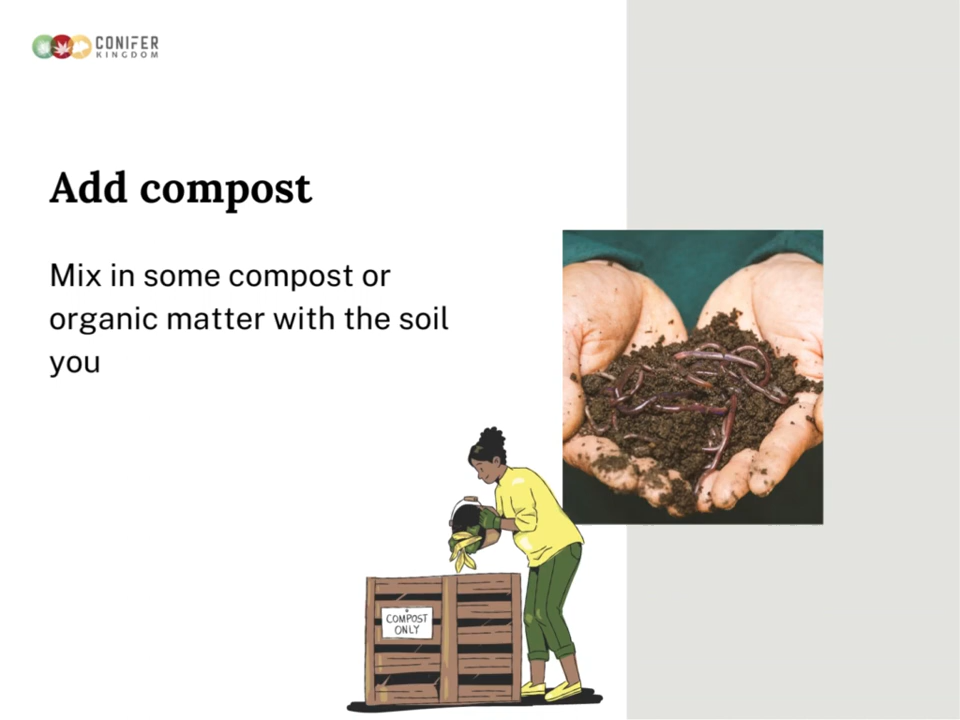 CONIFER
KINGDOM
Add compost
Mix in some compost or
organic matter with the soil
you
COMPOST
ONLY